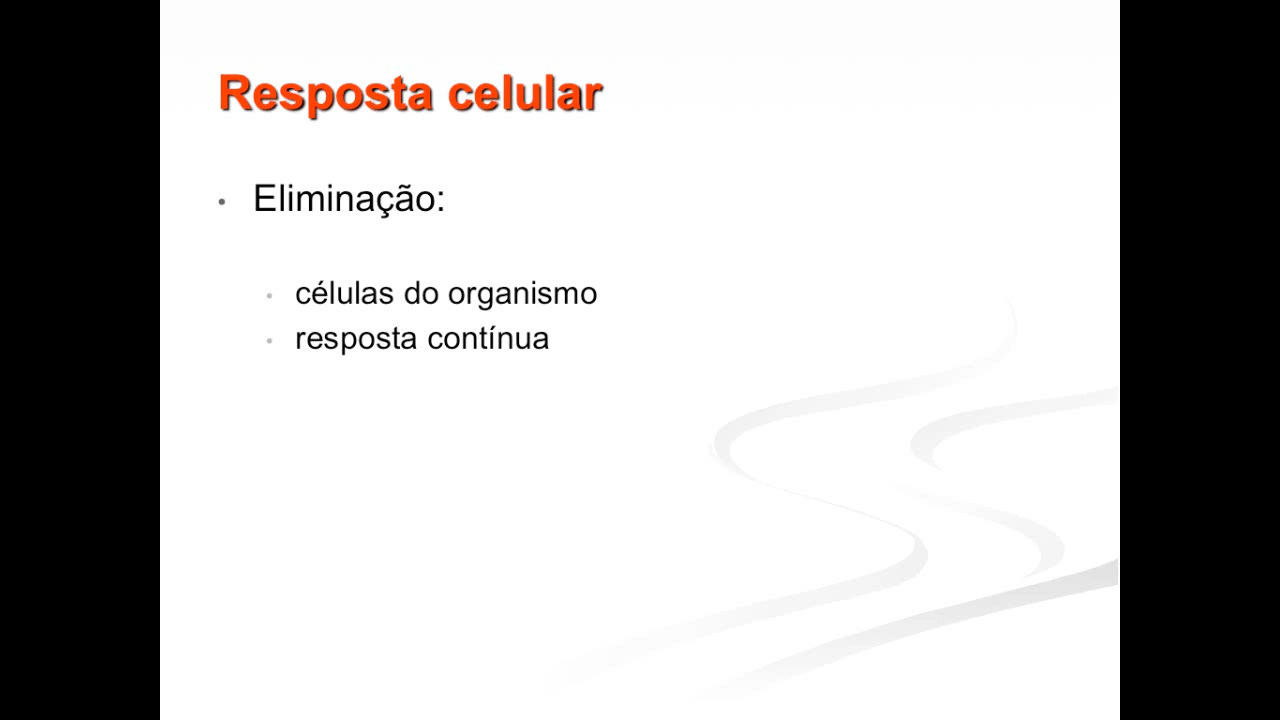 Resposta celular
• Eliminação:
• células do organismo
• resposta contínua